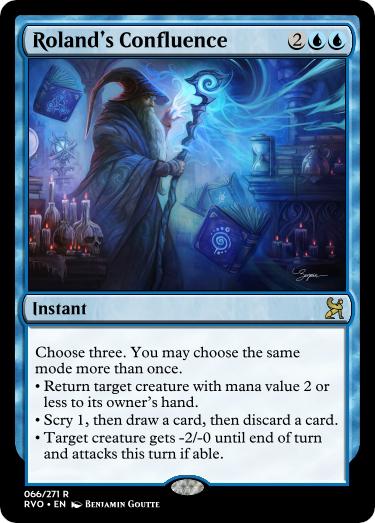 Roland's Confluence 2
Instant
Choose three. You may choose the same
mode more than once.
• Return target creature with mana value 2 or
less to its owner's hand.
• Scry 1, then draw a card, then discard a card.
• Target creature gets -2/-0 until end of turn
and attacks this turn if able.
066/271 R
RVO • EN Benjamin Goutte